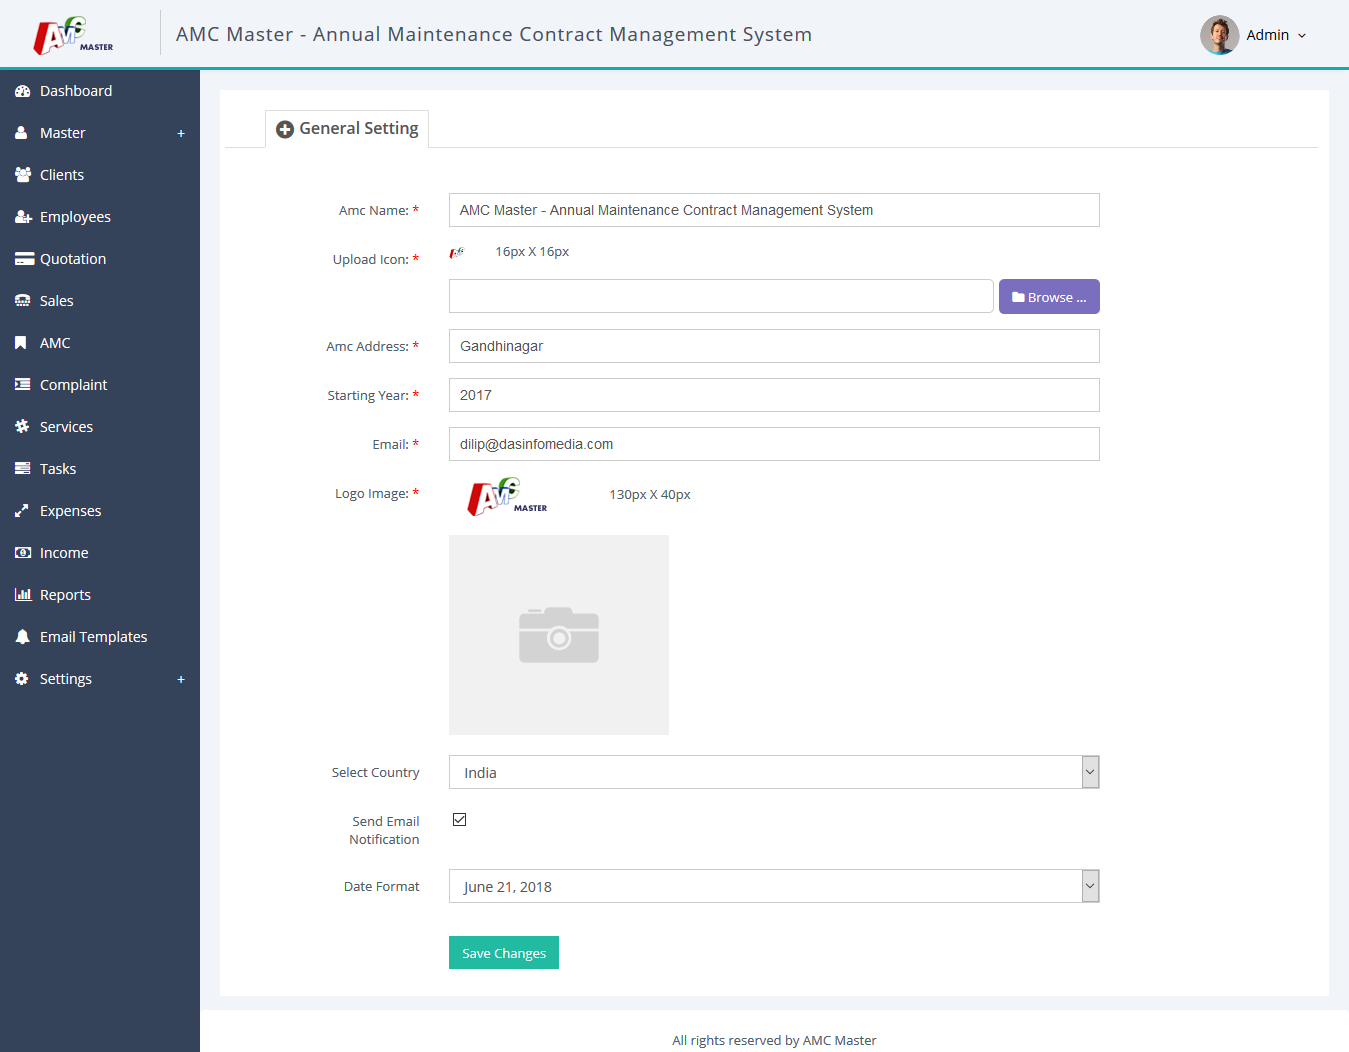 AMC MASTER
AMC Master - Annual Maintenance Contract Management System
Admin
Dashboard
Master +
Clients
Employees
Quotation
Sales
AMC
Complaint
Services
Tasks
Expenses
Income
Reports
Email Templates
Settings +
General Setting
Amc Name: * AMC Master - Annual Maintenance Contract Management System
Upload Icon: * AMC 16px X 16px
Browse ...
Amc Address: * Gandhinagar
Starting Year: * 2017
Email: * dilip@dasinfomedia.com
Logo Image: * AMC MASTER 130px X 40px
Select Country India
Send Email
Notification
Date Format June 21, 2018
Save Changes
All rights reserved by AMC Master